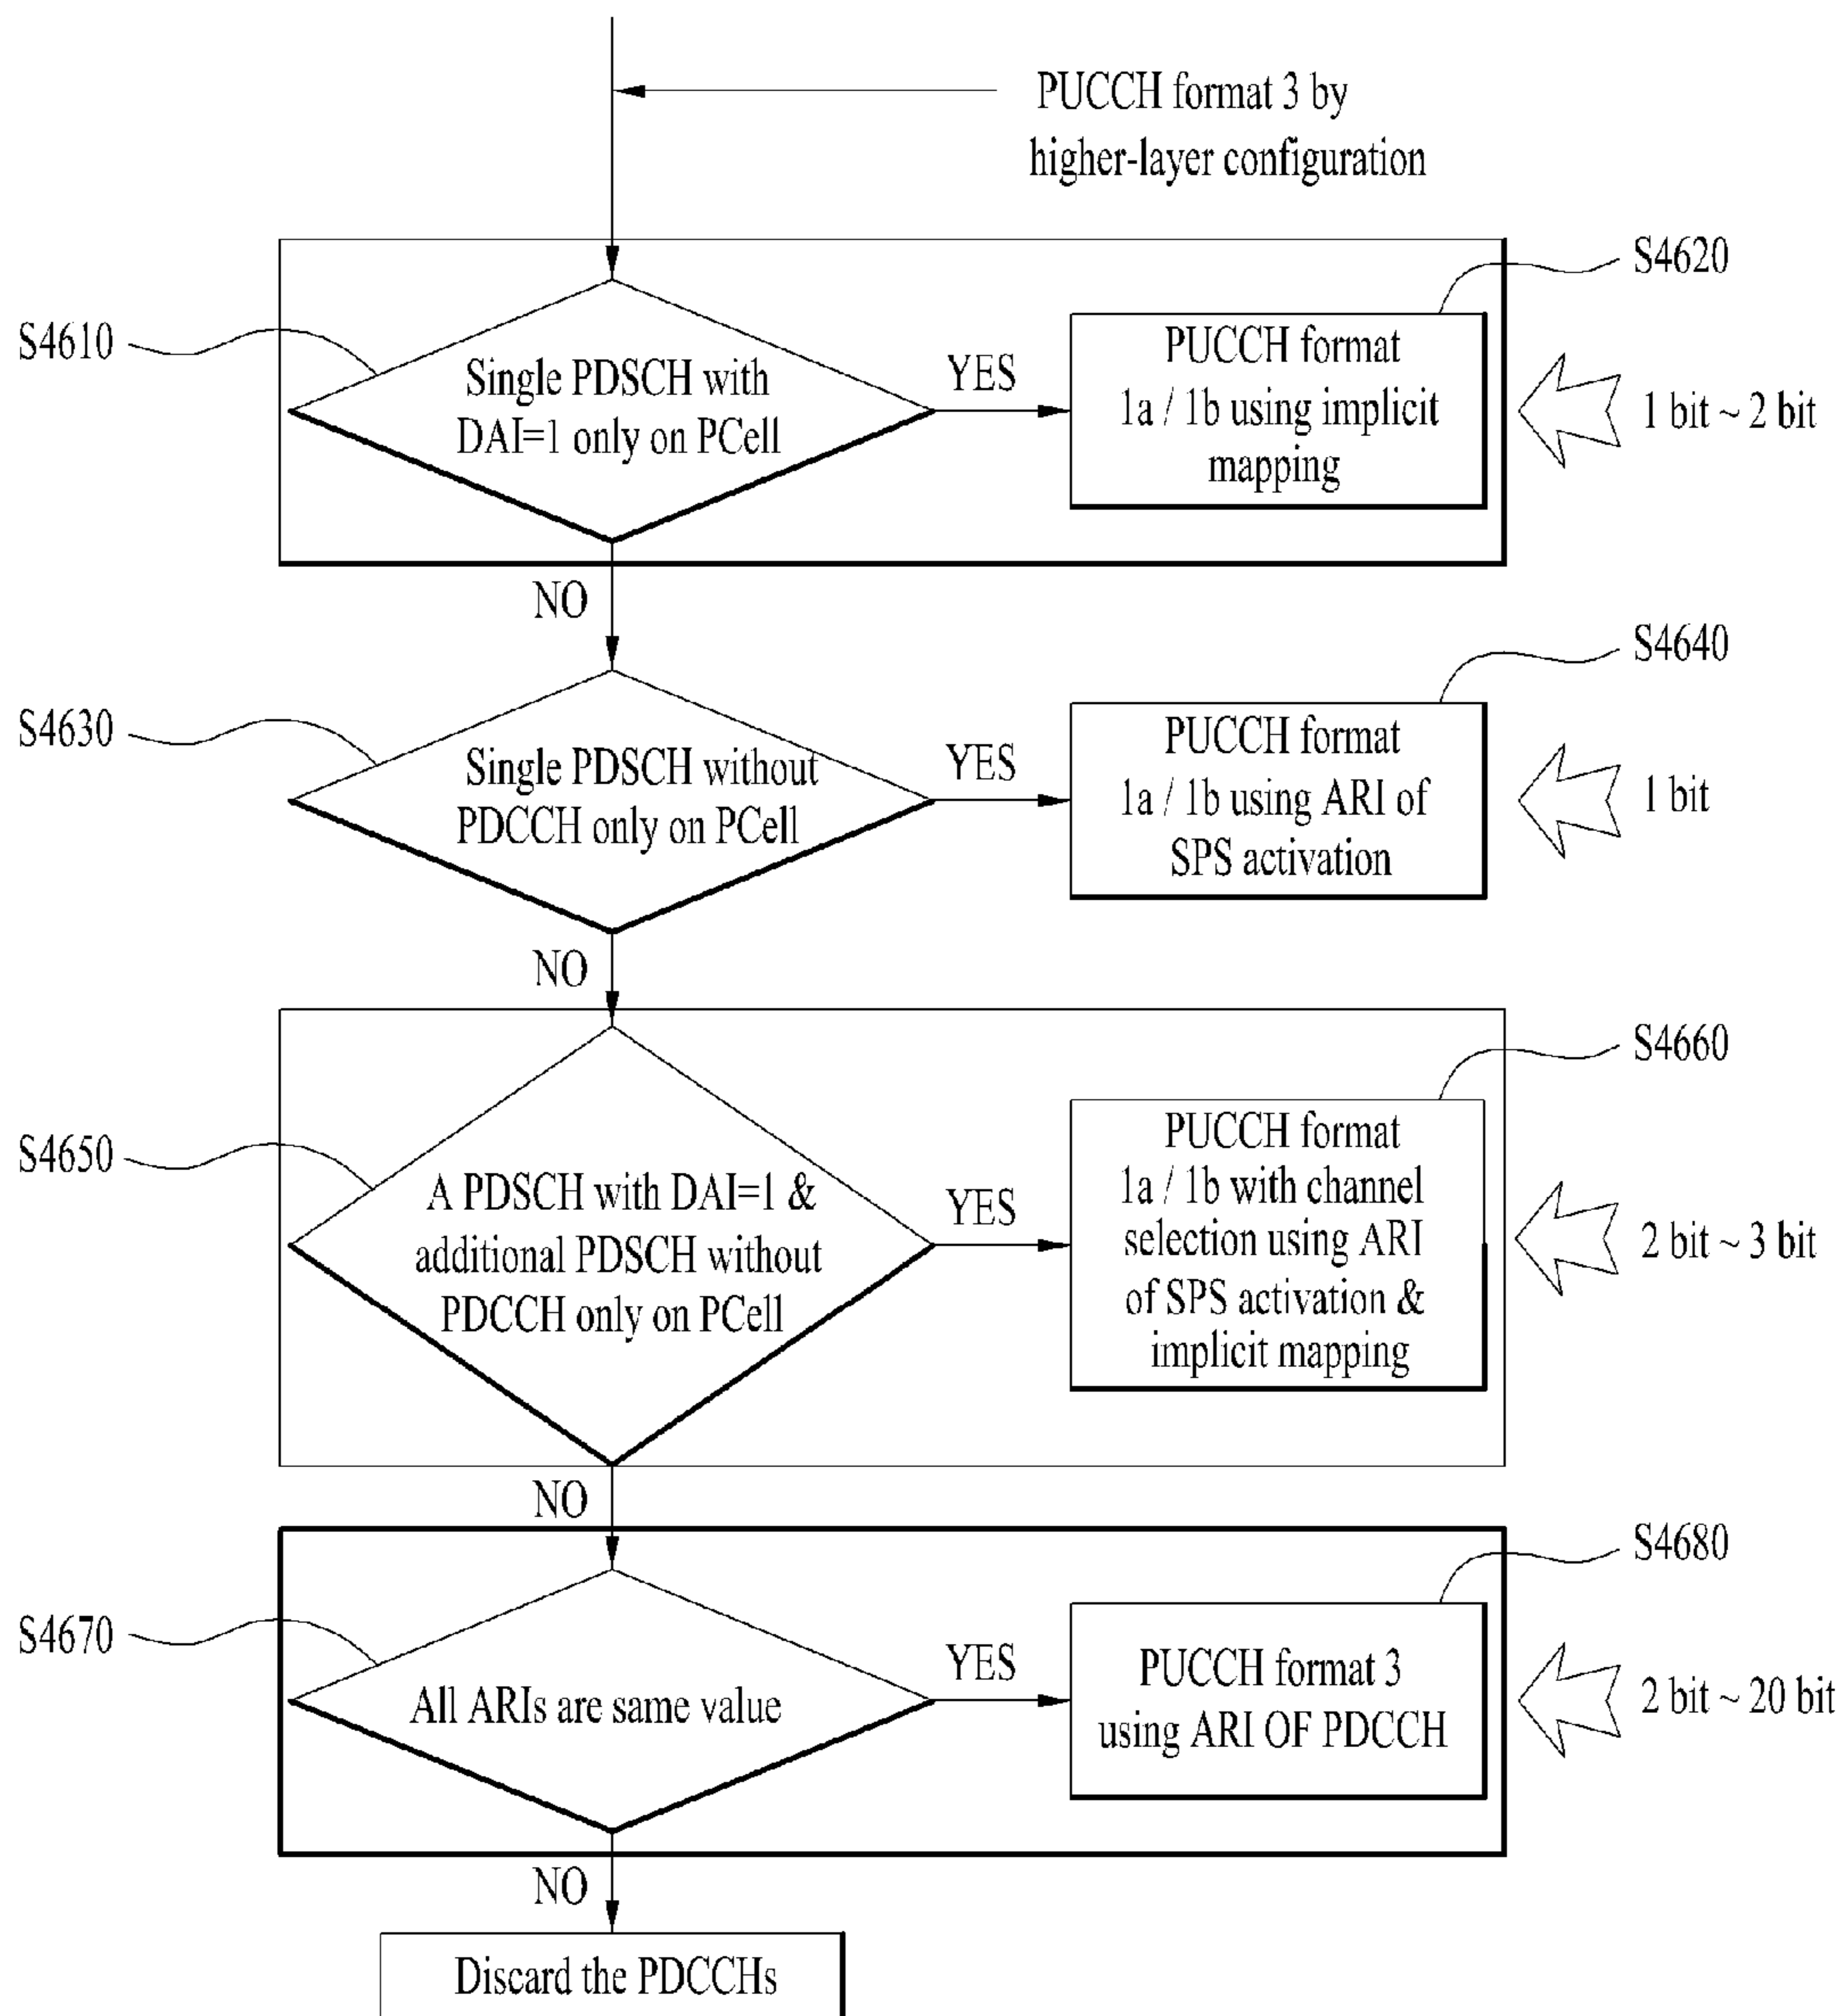 PUCCH format 3 by
higher-layer configuration
S4620
S4610
Single PDSCH with
DAI=1 only on PCell
YES
PUCCH format
1a / 1b using implicit
mapping
1 bit ~ 2 bit
NO
S4640
S4630
Single PDSCH without
PDCCH only on PCell
YES
PUCCH format
1a / 1b using ARI of
SPS activation
1 bit
NO
S4660
S4650
A PDSCH with DAI=1 &
additional PDSCH without
PDCCH only on PCell
YES
PUCCH format
1a / 1b with channel
selection using ARI
of SPS activation &
implicit mapping
2 bit ~ 3 bit
NO
S4680
S4670
All ARIs are same value
YES
PUCCH format 3
using ARI OF PDCCH
2 bit ~ 20 bit
NO
Discard the PDCCHs